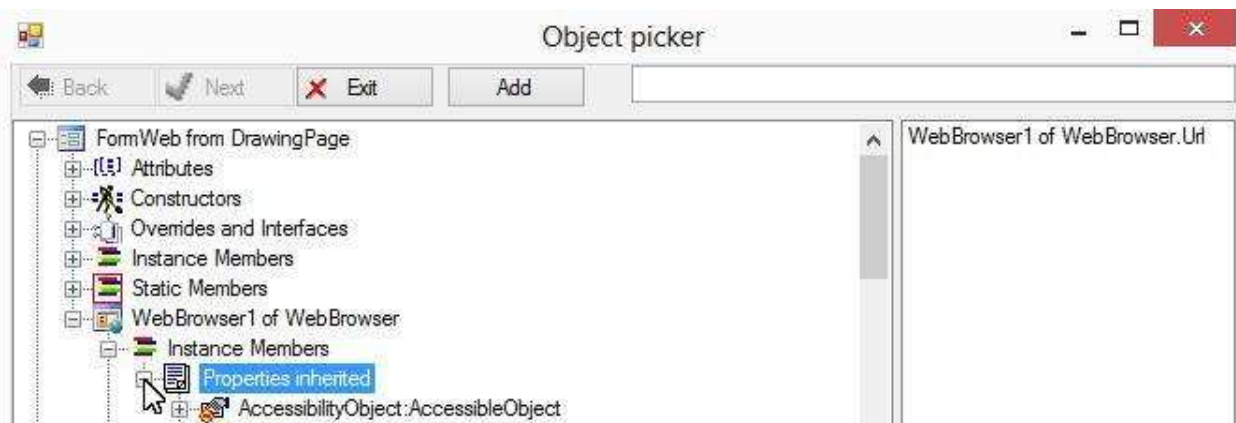 Object picker
Back Next Exit Add
FormWeb from DrawingPage
WebBrowser1 of WebBrowser.Url
Attributes
Constructors
Overrides and Interfaces
Instance Members
Static Members
WebBrowser1 of WebBrowser
Instance Members
Properties inherited
AccessibilityObject:AccessibleObject